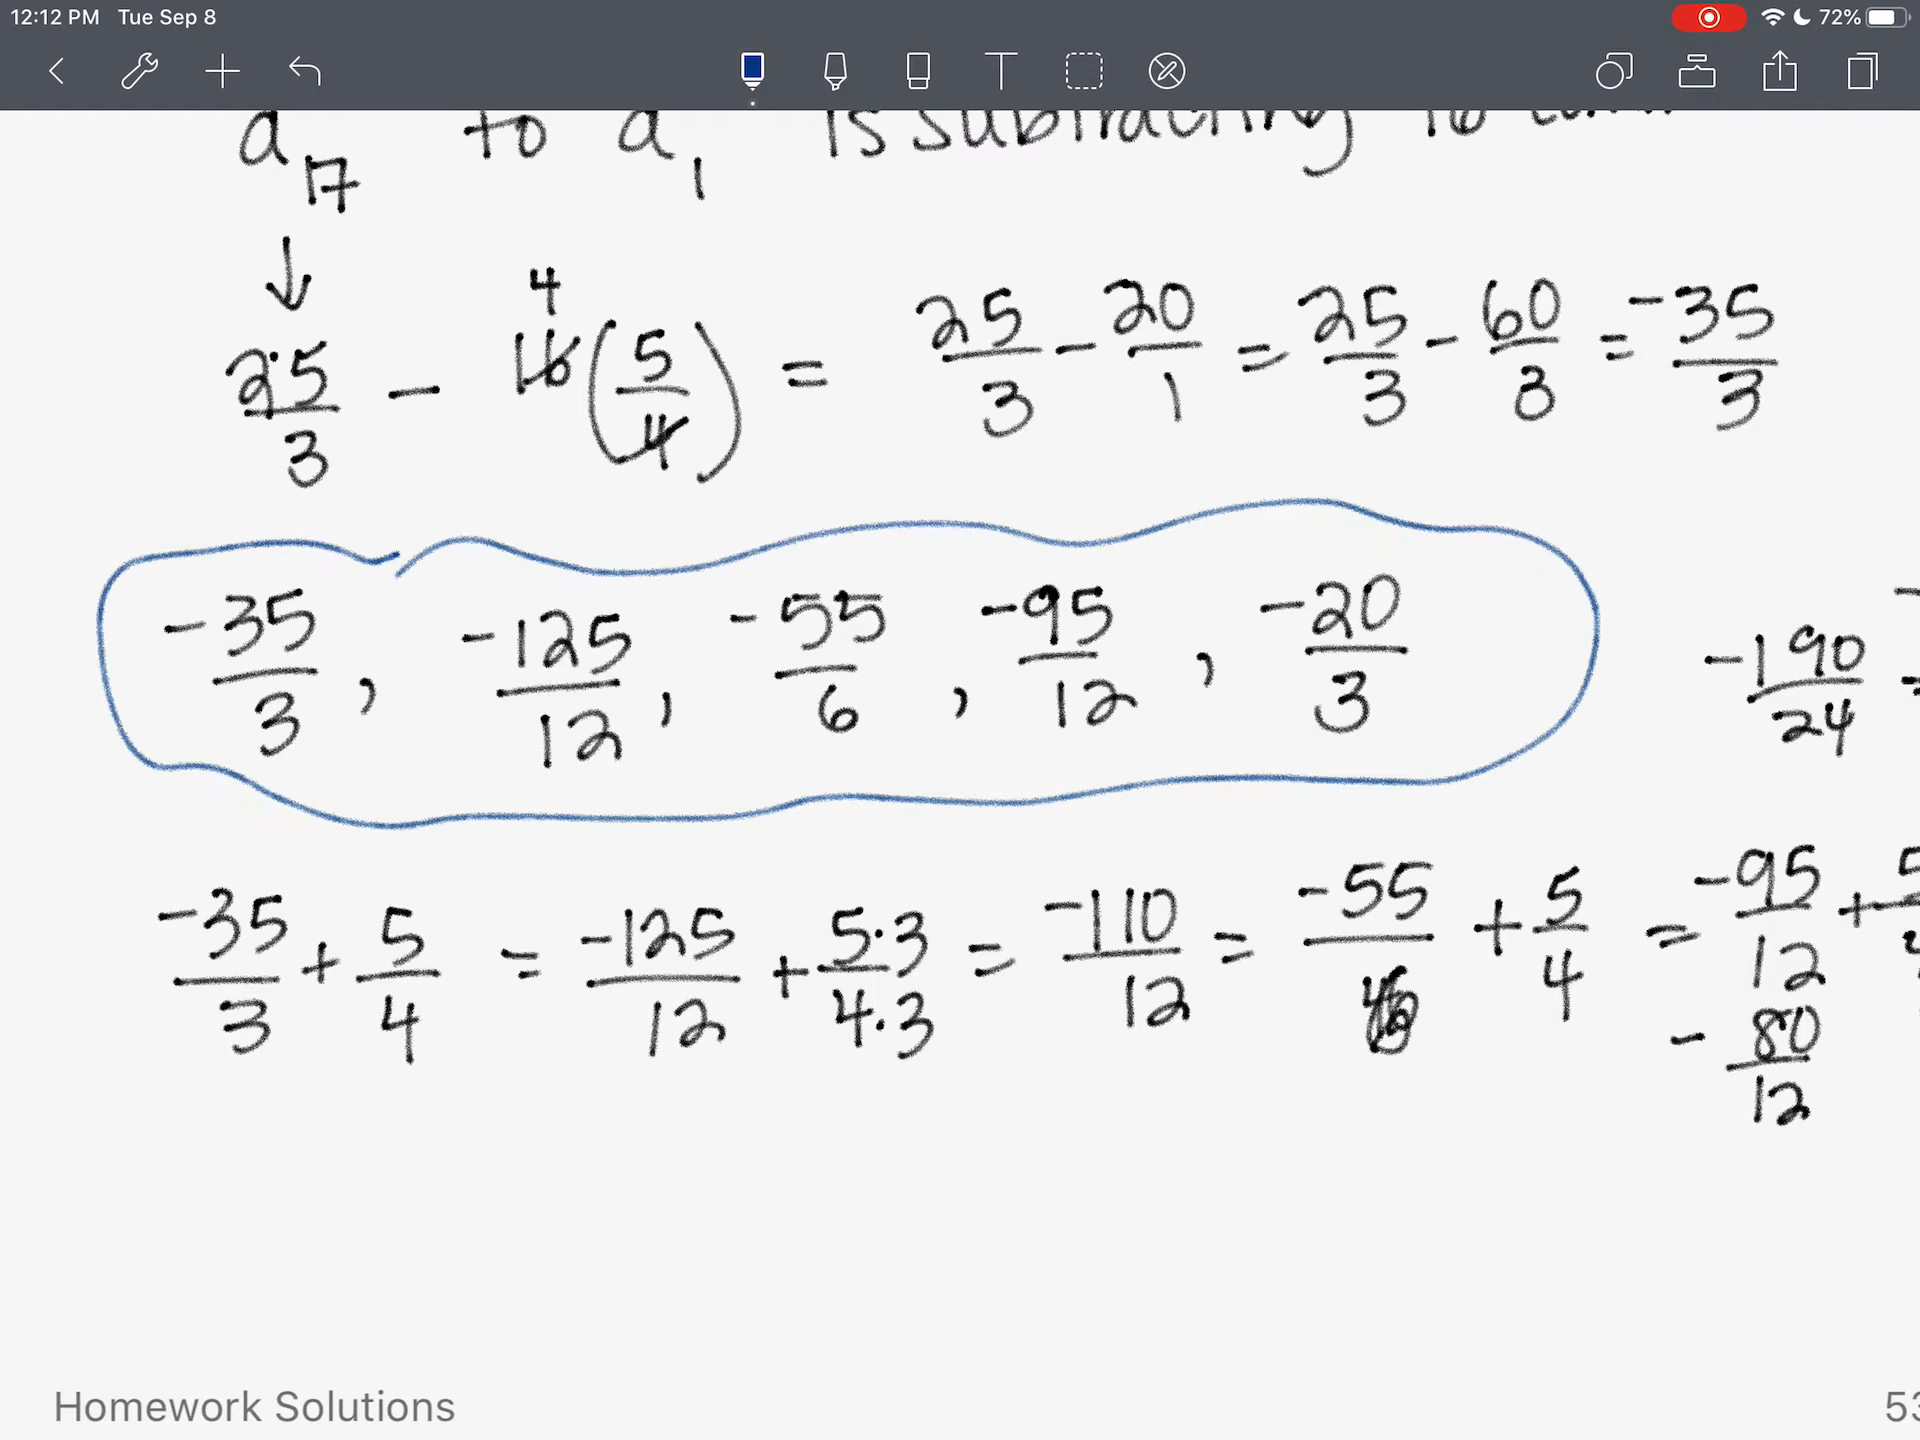 12:12 PM Tue Sep 8 72%
a₁₇ to a₁ is subtracting 16
↓
25/3 - 16(5/4) 4 = 25/3 - 20/1 = 25/3 - 60/3 = -35/3
-35/3, -125/12, -55/6, -95/12, -20/3
-190/24 =
-35/3 + 5/4 = -125/12 + 5·3/4·3 = -110/12 = -55/6 + 5/4 = -95/12 +
-80/12
Homework Solutions 53